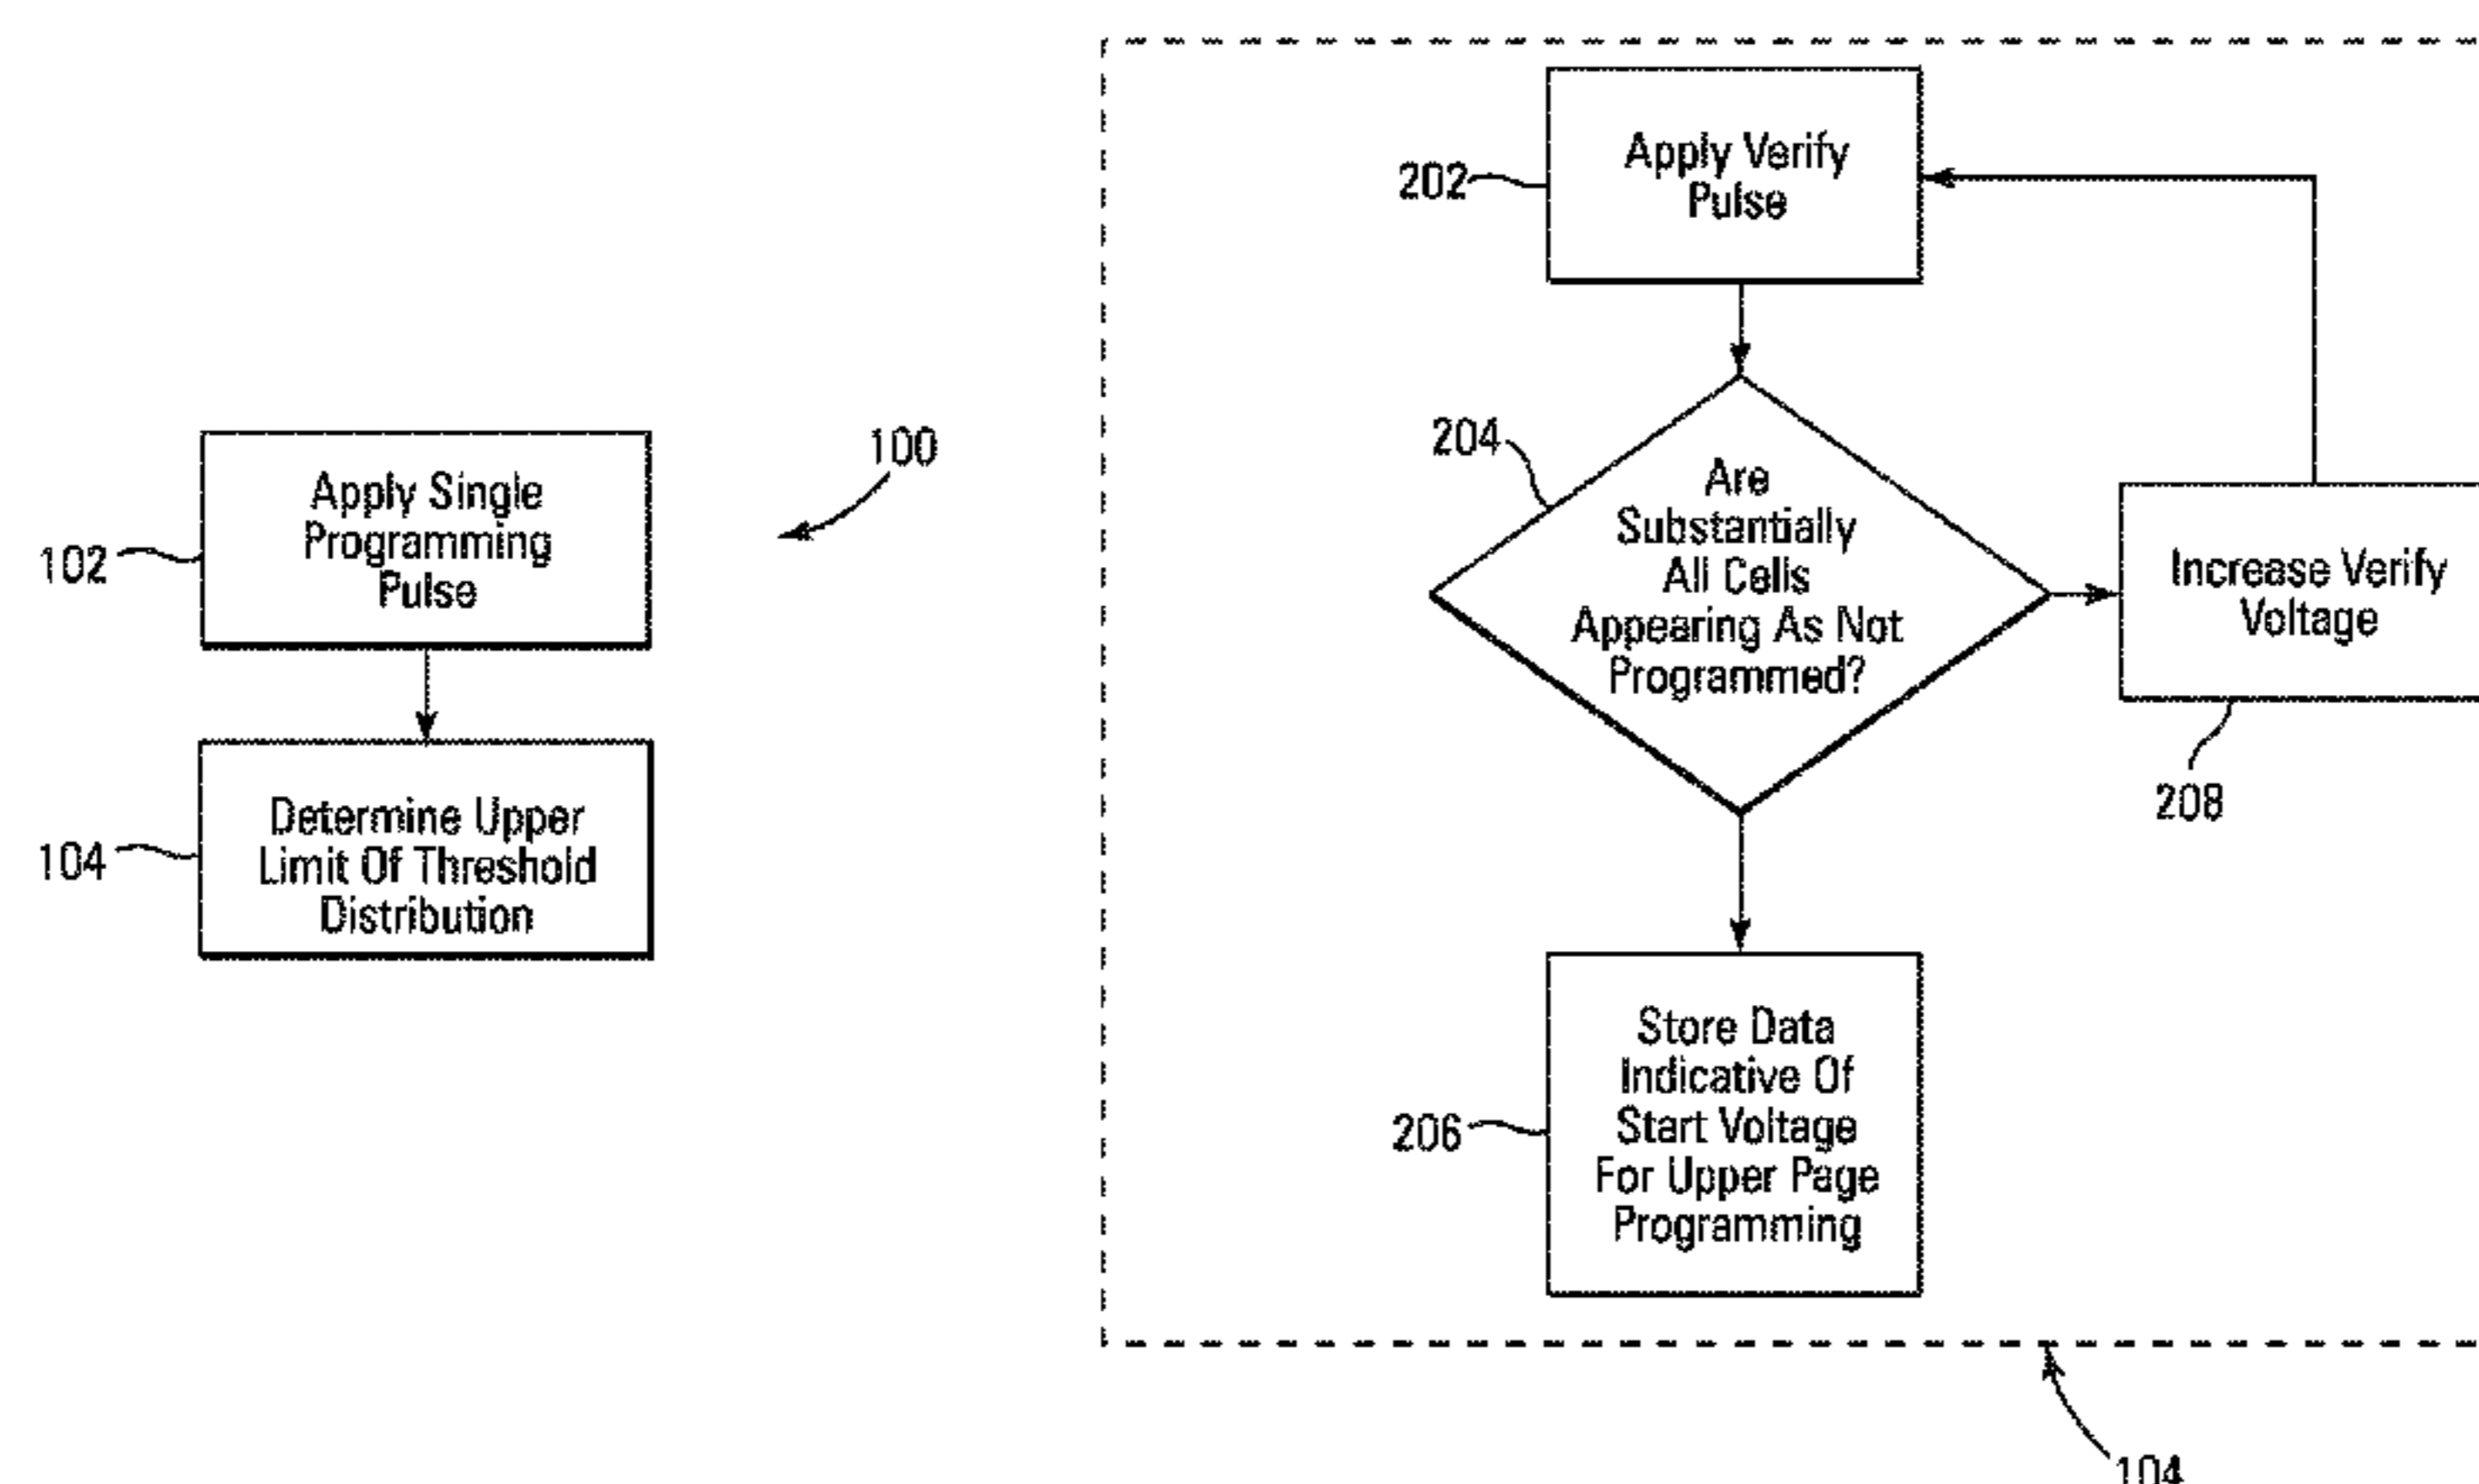 100
102
Apply Single
Programming
Pulse
104
Determine Upper
Limit Of Threshold
Distribution
202
Apply Verify
Pulse
204
Are
Substantially
All Cells
Appearing As Not
Programmed?
Increase Verify
Voltage
208
206
Store Data
Indicative Of
Start Voltage
For Upper Page
Programming
104